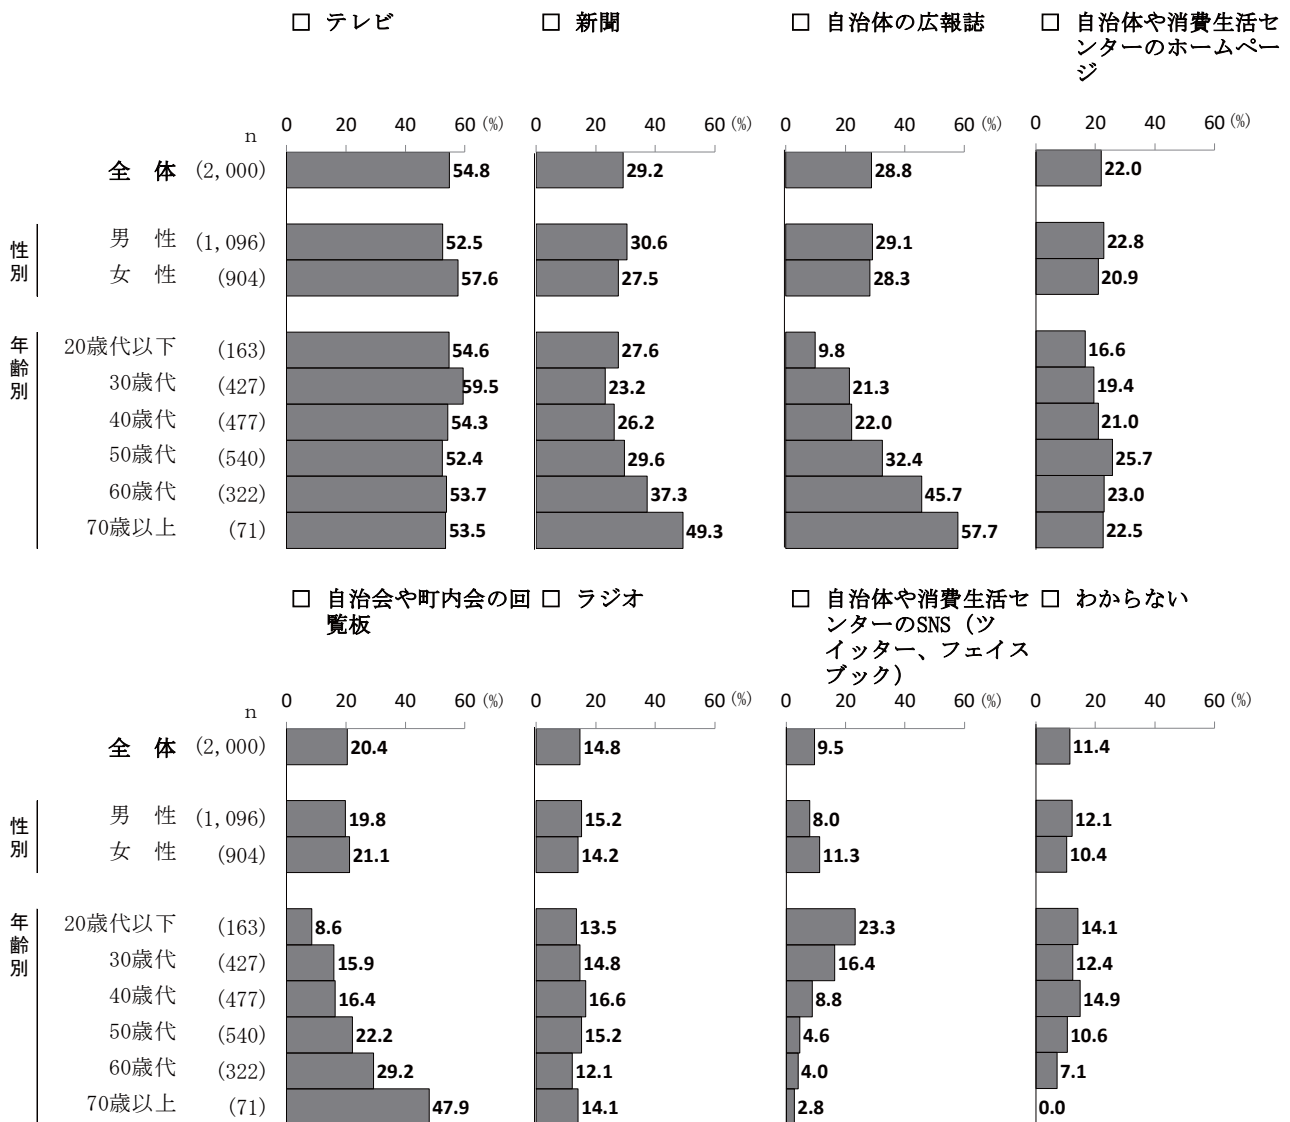 □ テレビ □ 新聞 □ 自治体の広報誌 □ 自治体や消費生活セ
ンターのホームペー
ジ
n 0 20 40 60 (%) 0 20 40 60 (%) 0 20 40 60 (%) 0 20 40 60 (%)
全 体 (2,000) 54.8 29.2 28.8 22.0
性別
男 性 (1,096) 52.5 30.6 29.1 22.8
女 性 (904) 57.6 27.5 28.3 20.9
年齢別
20歳代以下 (163) 54.6 27.6 9.8 16.6
30歳代 (427) 59.5 23.2 21.3 19.4
40歳代 (477) 54.3 26.2 22.0 21.0
50歳代 (540) 52.4 29.6 32.4 25.7
60歳代 (322) 53.7 37.3 45.7 23.0
70歳以上 (71) 53.5 49.3 57.7 22.5
□ 自治会や町内会の回 □ ラジオ □ 自治体や消費生活セ □ わからない
覧板 ンターのSNS（ツ
イッター、フェイス
ブック）
n 0 20 40 60 (%) 0 20 40 60 (%) 0 20 40 60 (%) 0 20 40 60 (%)
全 体 (2,000) 20.4 14.8 9.5 11.4
性別
男 性 (1,096) 19.8 15.2 8.0 12.1
女 性 (904) 21.1 14.2 11.3 10.4
年齢別
20歳代以下 (163) 8.6 13.5 23.3 14.1
30歳代 (427) 15.9 14.8 16.4 12.4
40歳代 (477) 16.4 16.6 8.8 14.9
50歳代 (540) 22.2 15.2 4.6 10.6
60歳代 (322) 29.2 12.1 4.0 7.1
70歳以上 (71) 47.9 14.1 2.8 0.0